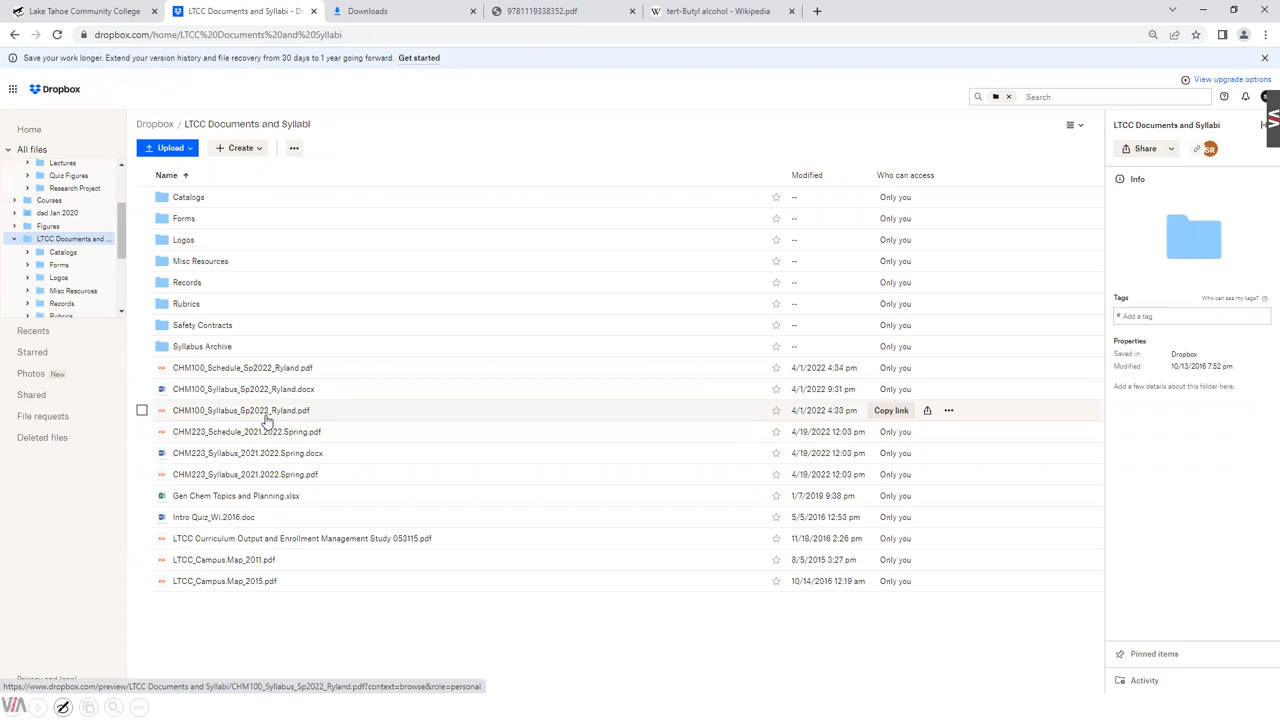 Lake Tahoe Community College
LTCC Documents and Syllabi - D
Downloads
9781119338352.pdf
tert-Butyl alcohol - Wikipedia
dropbox.com/home/LTCC%20Documents%20and%20Syllabi
Save your work longer. Extend your version history and file recovery from 30 days to 1 year going forward. Get started
View upgrade options
Dropbox
Search
Dropbox / LTCC Documents and Syllabi
LTCC Documents and Syllabi
Home
All files
Lectures
Quiz Figures
Research Project
Courses
dad Jan 2020
Figures
LTCC Documents and ...
Catalogs
Forms
Logos
Misc Resources
Records
Rubrics
Recents
Starred
Photos New
Shared
File requests
Deleted files
Upload
Create
Share
SR
Name Modified Who can access
Catalogs -- Only you
Forms -- Only you
Logos -- Only you
Misc Resources -- Only you
Records -- Only you
Rubrics -- Only you
Safety Contracts -- Only you
Syllabus Archive -- Only you
CHM100_Schedule_Sp2022_Ryland.pdf 4/1/2022 4:34 pm Only you
CHM100_Syllabus_Sp2022_Ryland.docx 4/1/2022 9:31 pm Only you
CHM100_Syllabus_Sp2022_Ryland.pdf 4/1/2022 4:33 pm Copy link
CHM223_Schedule_2021.2022.Spring.pdf 4/19/2022 12:03 pm Only you
CHM223_Syllabus_2021.2022.Spring.docx 4/19/2022 12:03 pm Only you
CHM223_Syllabus_2021.2022.Spring.pdf 4/19/2022 12:03 pm Only you
Gen Chem Topics and Planning.xlsx 1/7/2019 9:38 pm Only you
Intro Quiz_Wi.2016.doc 5/5/2016 12:53 pm Only you
LTCC Curriculum Output and Enrollment Management Study 053115.pdf 11/18/2016 2:26 pm Only you
LTCC_Campus.Map_2011.pdf 8/5/2015 3:27 pm Only you
LTCC_Campus.Map_2015.pdf 10/14/2016 12:19 am Only you
Info
Tags Who can see my tags?
# Add a tag
Properties
Saved in Dropbox
Modified 10/13/2016 7:52 pm
Add a few details about this folder here.
Pinned items
Activity
https://www.dropbox.com/preview/LTCC Documents and Syllabi/CHM100_Syllabus_Sp2022_Ryland.pdf?context=browse&role=personal
VIA